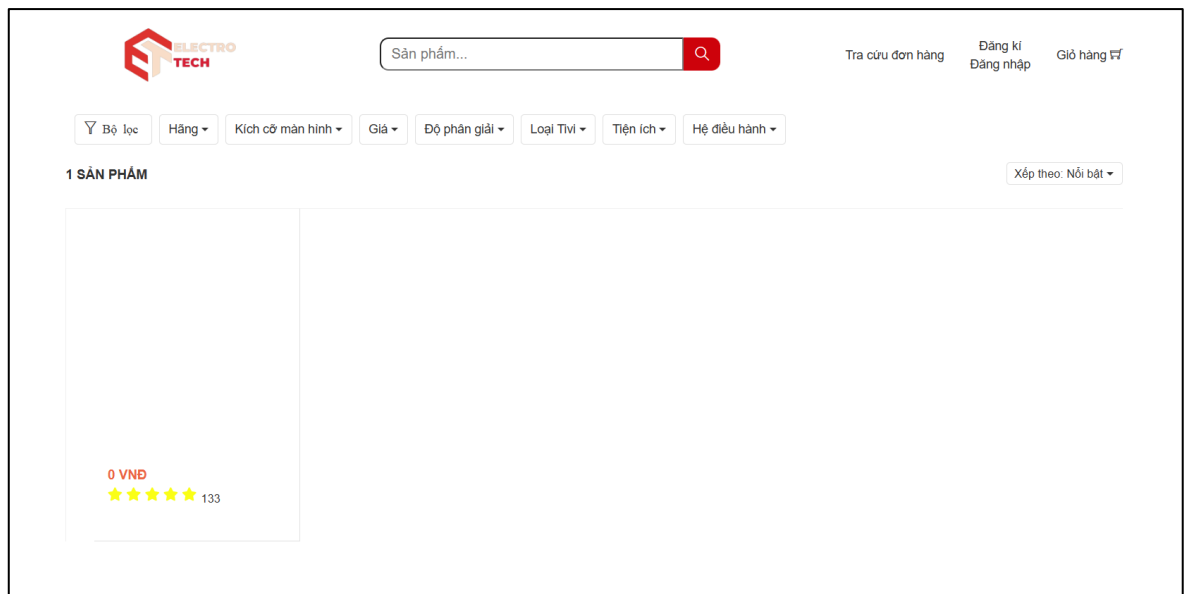 ELECTRO
TECH
Sản phẩm...
Tra cứu đơn hàng
Đăng kí
Đăng nhập
Giỏ hàng
Bộ lọc Hãng Kích cỡ màn hình Giá Độ phân giải Loại TIvi Tiện ích Hệ điều hành
1 SẢN PHẨM
Xếp theo: Nổi bật
0 VNĐ
133